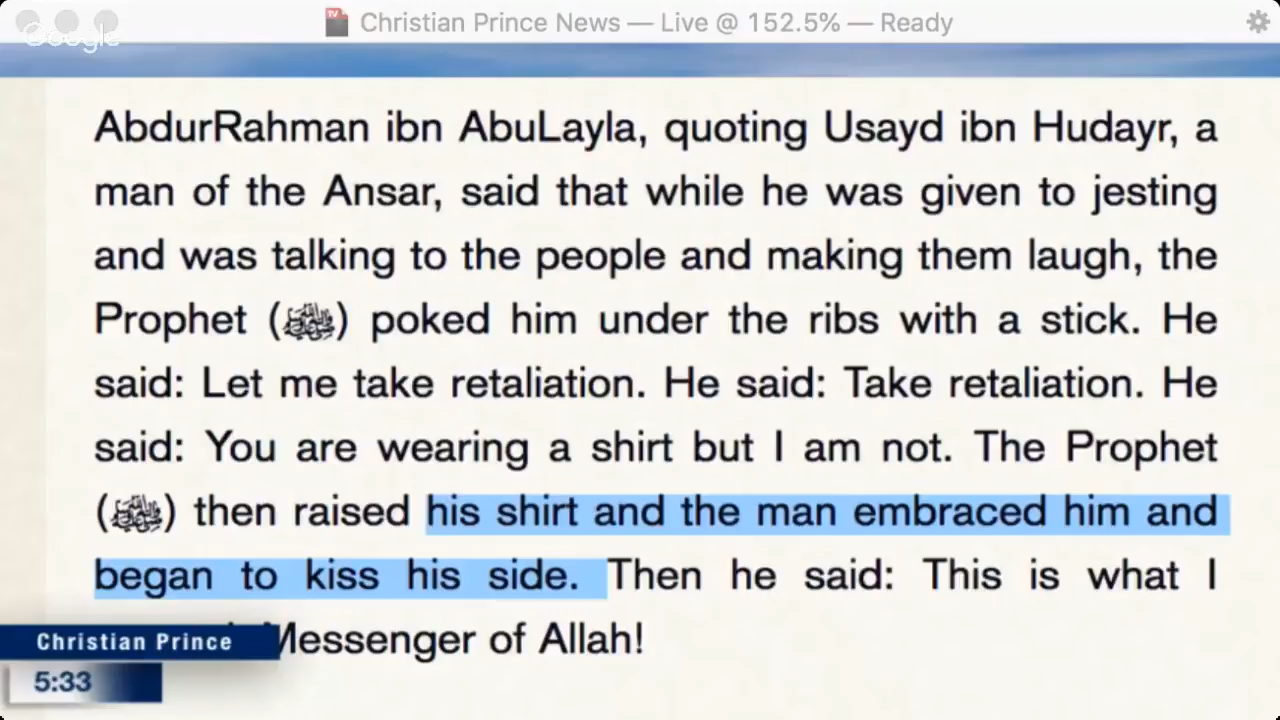 Christian Prince News — Live @ 152.5% — Ready
Google
AbdurRahman ibn AbuLayla, quoting Usayd ibn Hudayr, a
man of the Ansar, said that while he was given to jesting
and was talking to the people and making them laugh, the
Prophet (ﷺ) poked him under the ribs with a stick. He
said: Let me take retaliation. He said: Take retaliation. He
said: You are wearing a shirt but I am not. The Prophet
(ﷺ) then raised his shirt and the man embraced him and
began to kiss his side. Then he said: This is what I
Messenger of Allah!
Christian Prince
5:33